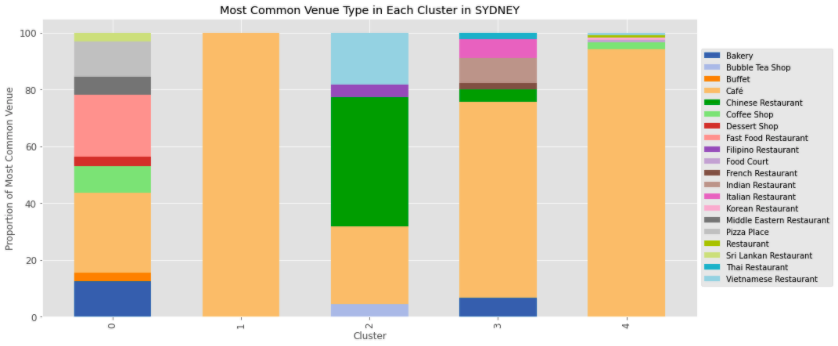 Most Common Venue Type in Each Cluster in SYDNEY
Proportion of Most Common Venue
100
80
60
40
20
0
0
1
2
3
4
Cluster
Bakery
Bubble Tea Shop
Buffet
Café
Chinese Restaurant
Coffee Shop
Dessert Shop
Fast Food Restaurant
Filipino Restaurant
Food Court
French Restaurant
Indian Restaurant
Italian Restaurant
Korean Restaurant
Middle Eastern Restaurant
Pizza Place
Restaurant
Sri Lankan Restaurant
Thai Restaurant
Vietnamese Restaurant